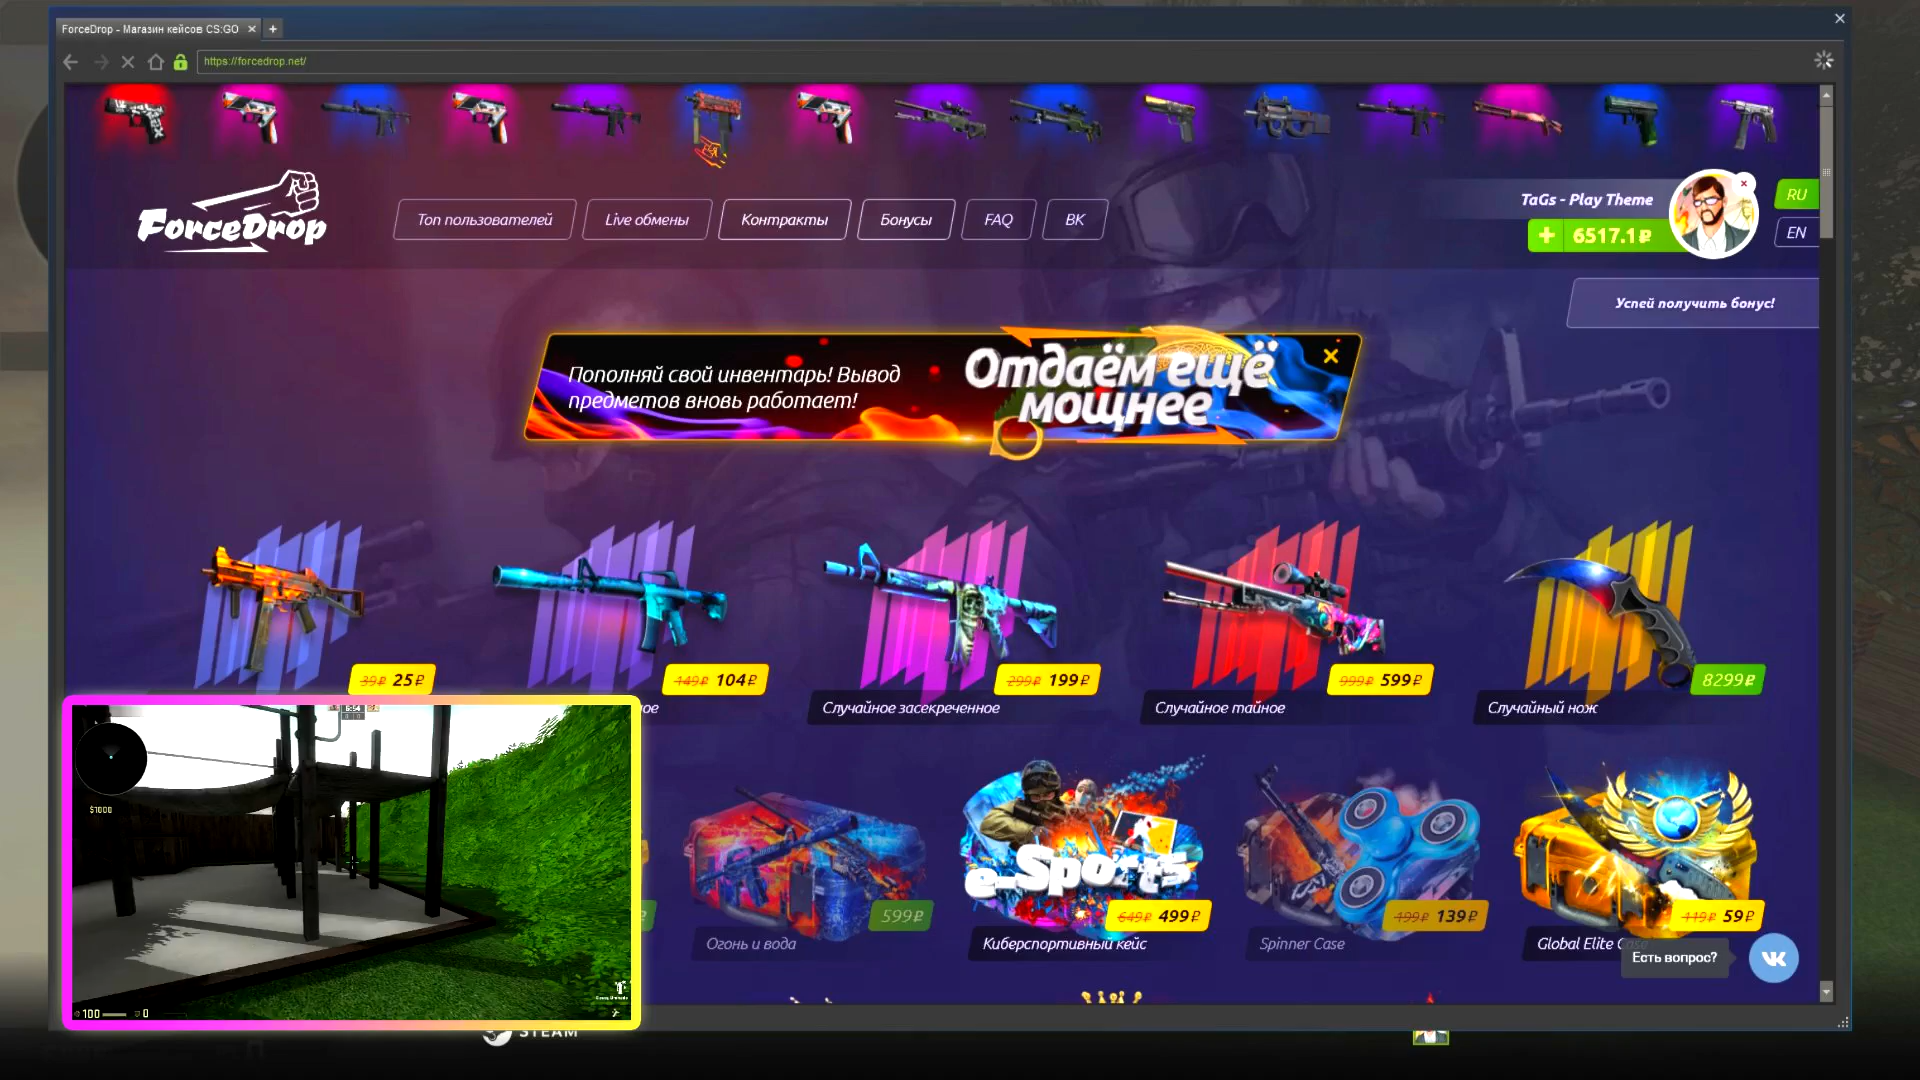 ForceDrop - Магазин кейсов CS:GO
https://forcedrop.net/
ForceDrop
Топ пользователей
Live обмены
Контракты
Бонусы
FAQ
ВК
TaGs - Play Theme
6517.1₽
RU
EN
Успей получить бонус!
Пополняй свой инвентарь! Вывод
предметов вновь работает!
Отдаём ещё
мощнее
39₽ 25₽
149₽ 104₽
299₽ 199₽
999₽ 599₽
8299₽
Случайное засекреченное
Случайное тайное
Случайный нож
$1000
100
0
599₽
Огонь и вода
e-Sports
649₽ 499₽
Киберспортивный кейс
199₽ 139₽
Spinner Case
119₽ 59₽
Global Elite
Есть вопрос?
STEAM